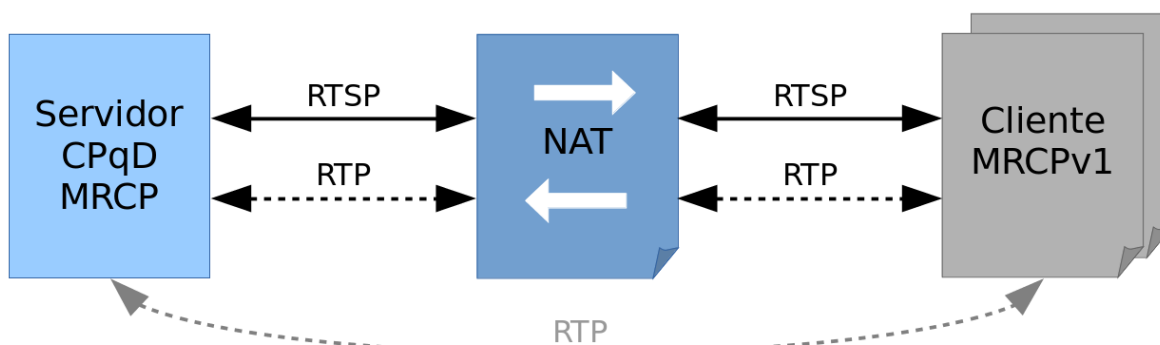 Servidor
CPqD
MRCP
RTSP
RTP
NAT
RTSP
RTP
Cliente
MRCPv1
RTP